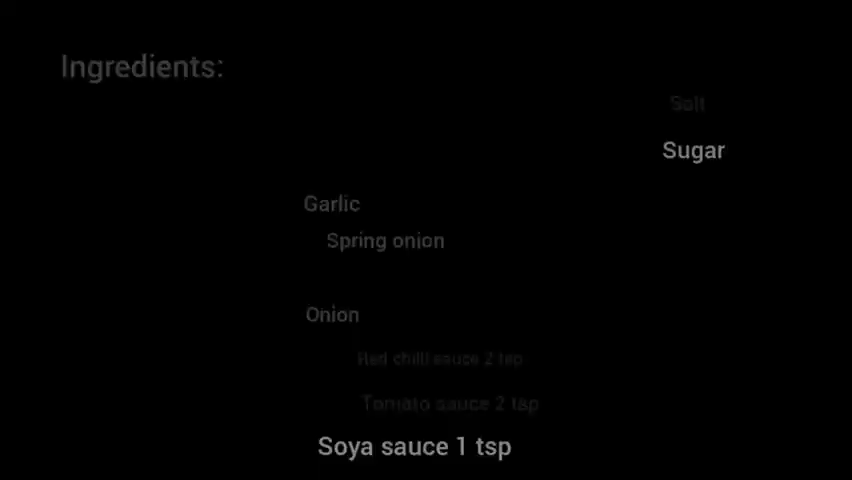 Ingredients:
Salt
Sugar
Garlic
Spring onion
Onion
Red chilli sauce 2 tsp
Tomato sauce 2 tsp
Soya sauce 1 tsp